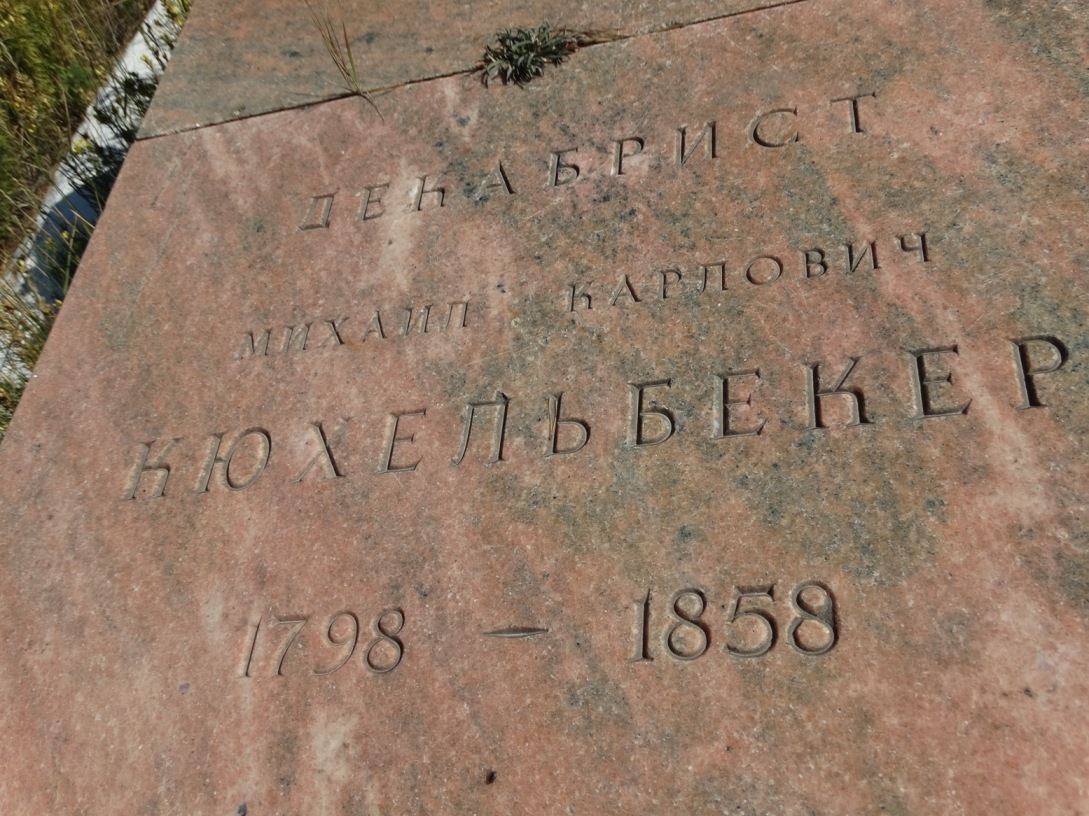 ДЕКАБРИСТ
МИХАИЛ КАРЛОВИЧ
КЮХЕЛЬБЕКЕР
1798 – 1858